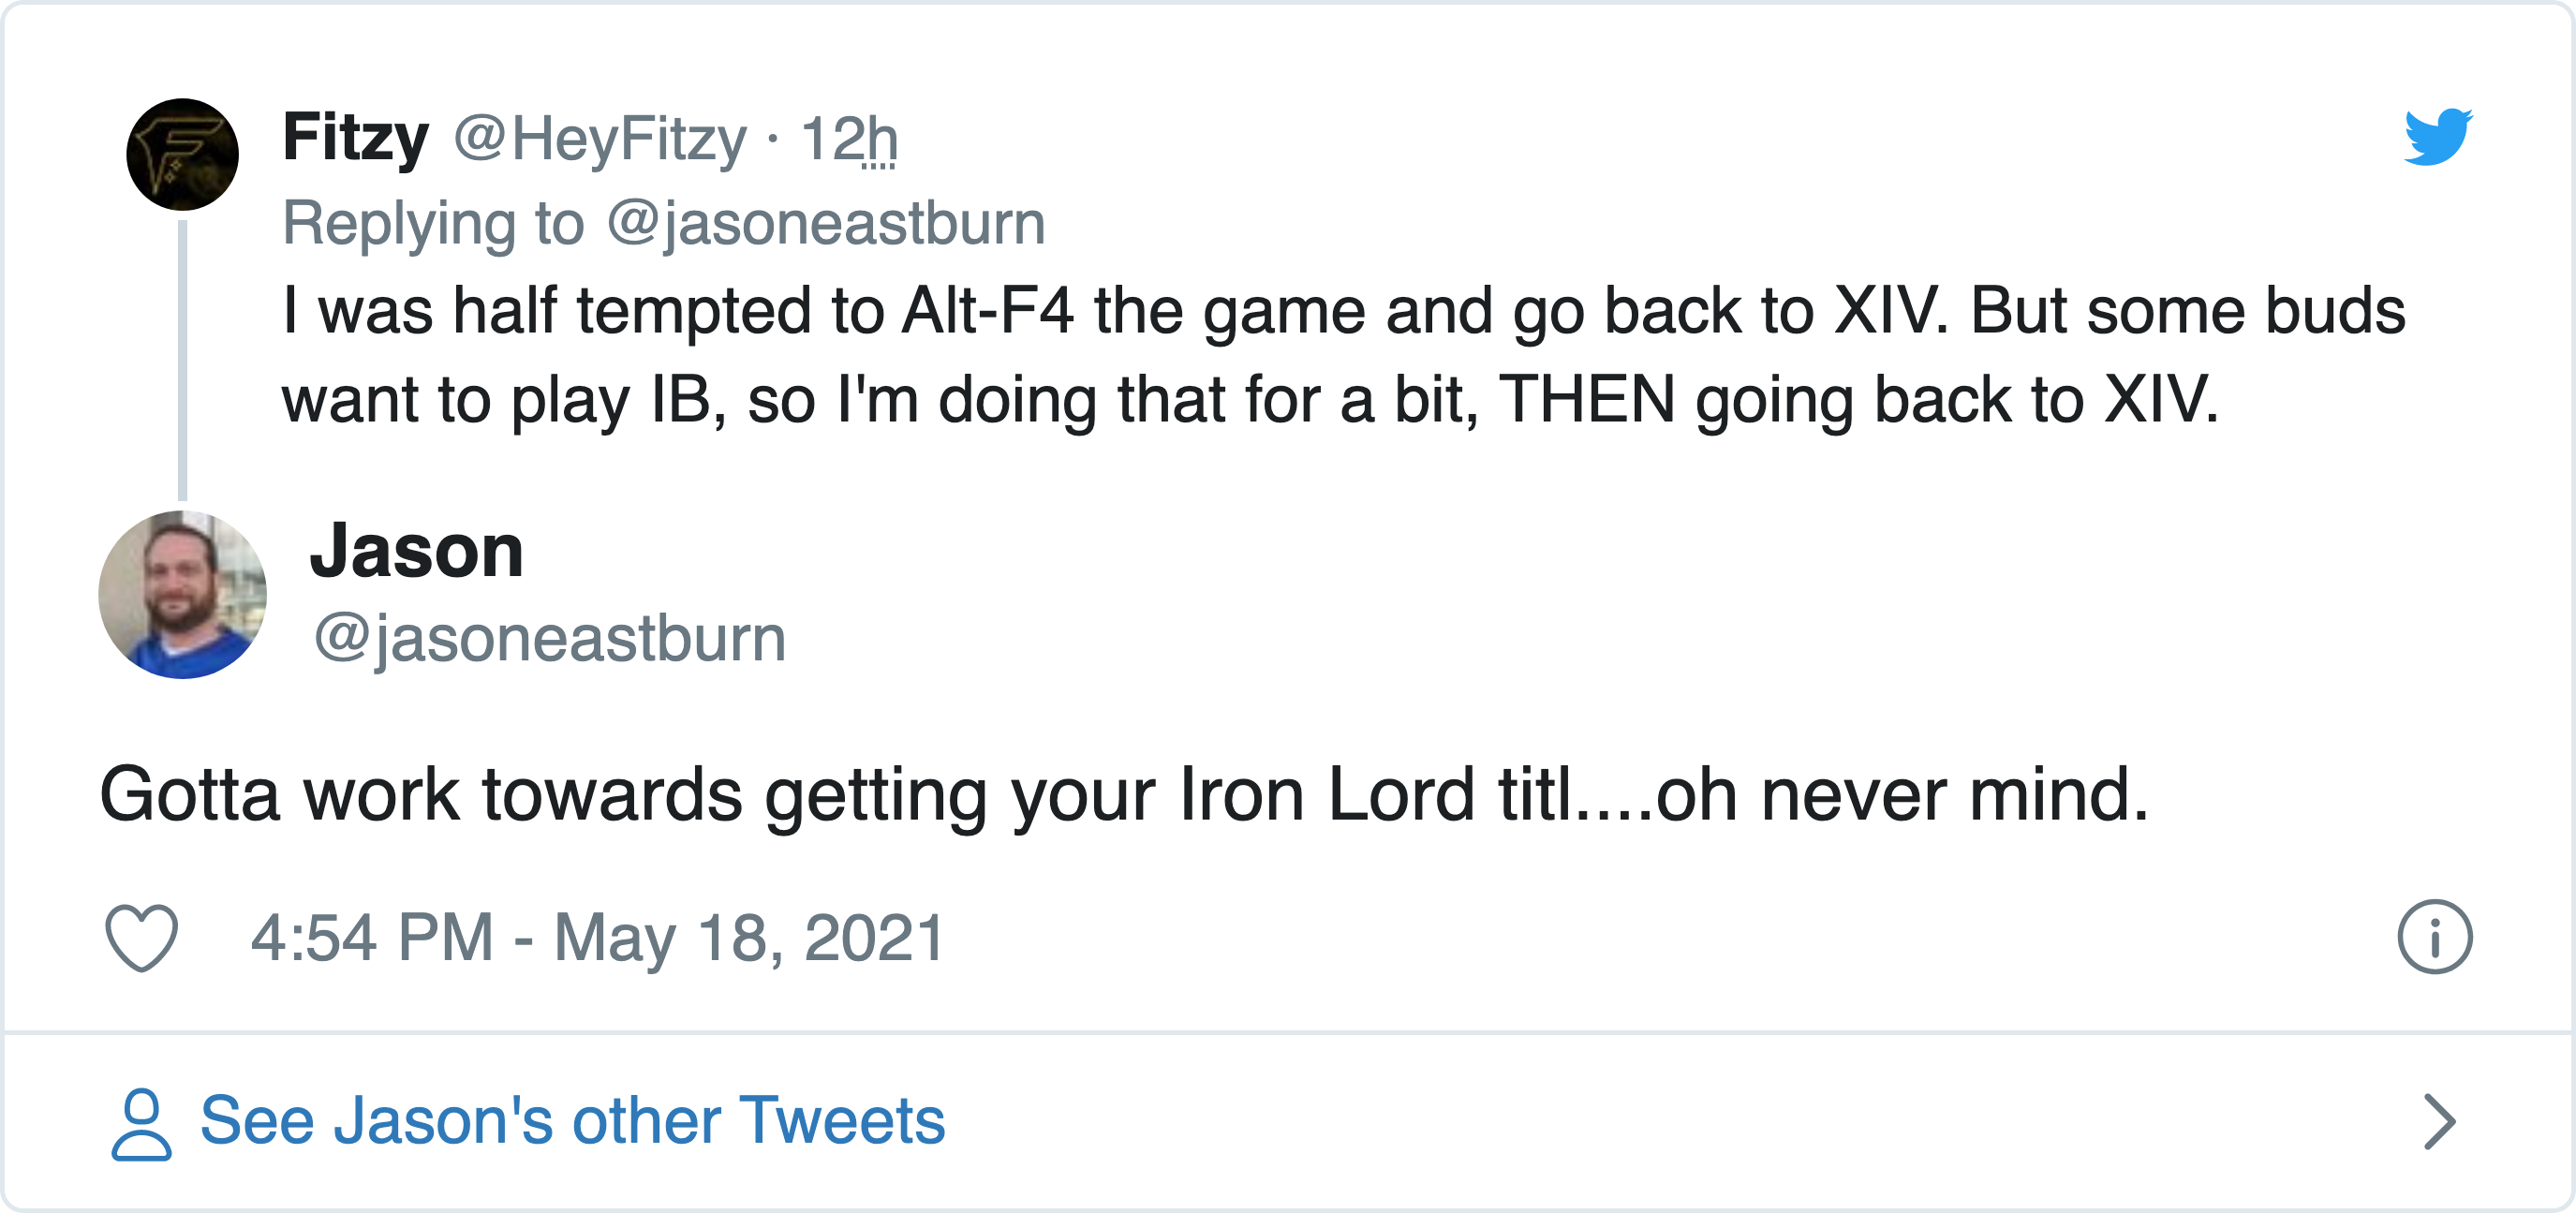 Fitzy @HeyFitzy · 12h
Replying to @jasoneastburn
I was half tempted to Alt-F4 the game and go back to XIV. But some buds
want to play IB, so I'm doing that for a bit, THEN going back to XIV.
Jason
@jasoneastburn
Gotta work towards getting your Iron Lord titl....oh never mind.
4:54 PM - May 18, 2021
See Jason's other Tweets